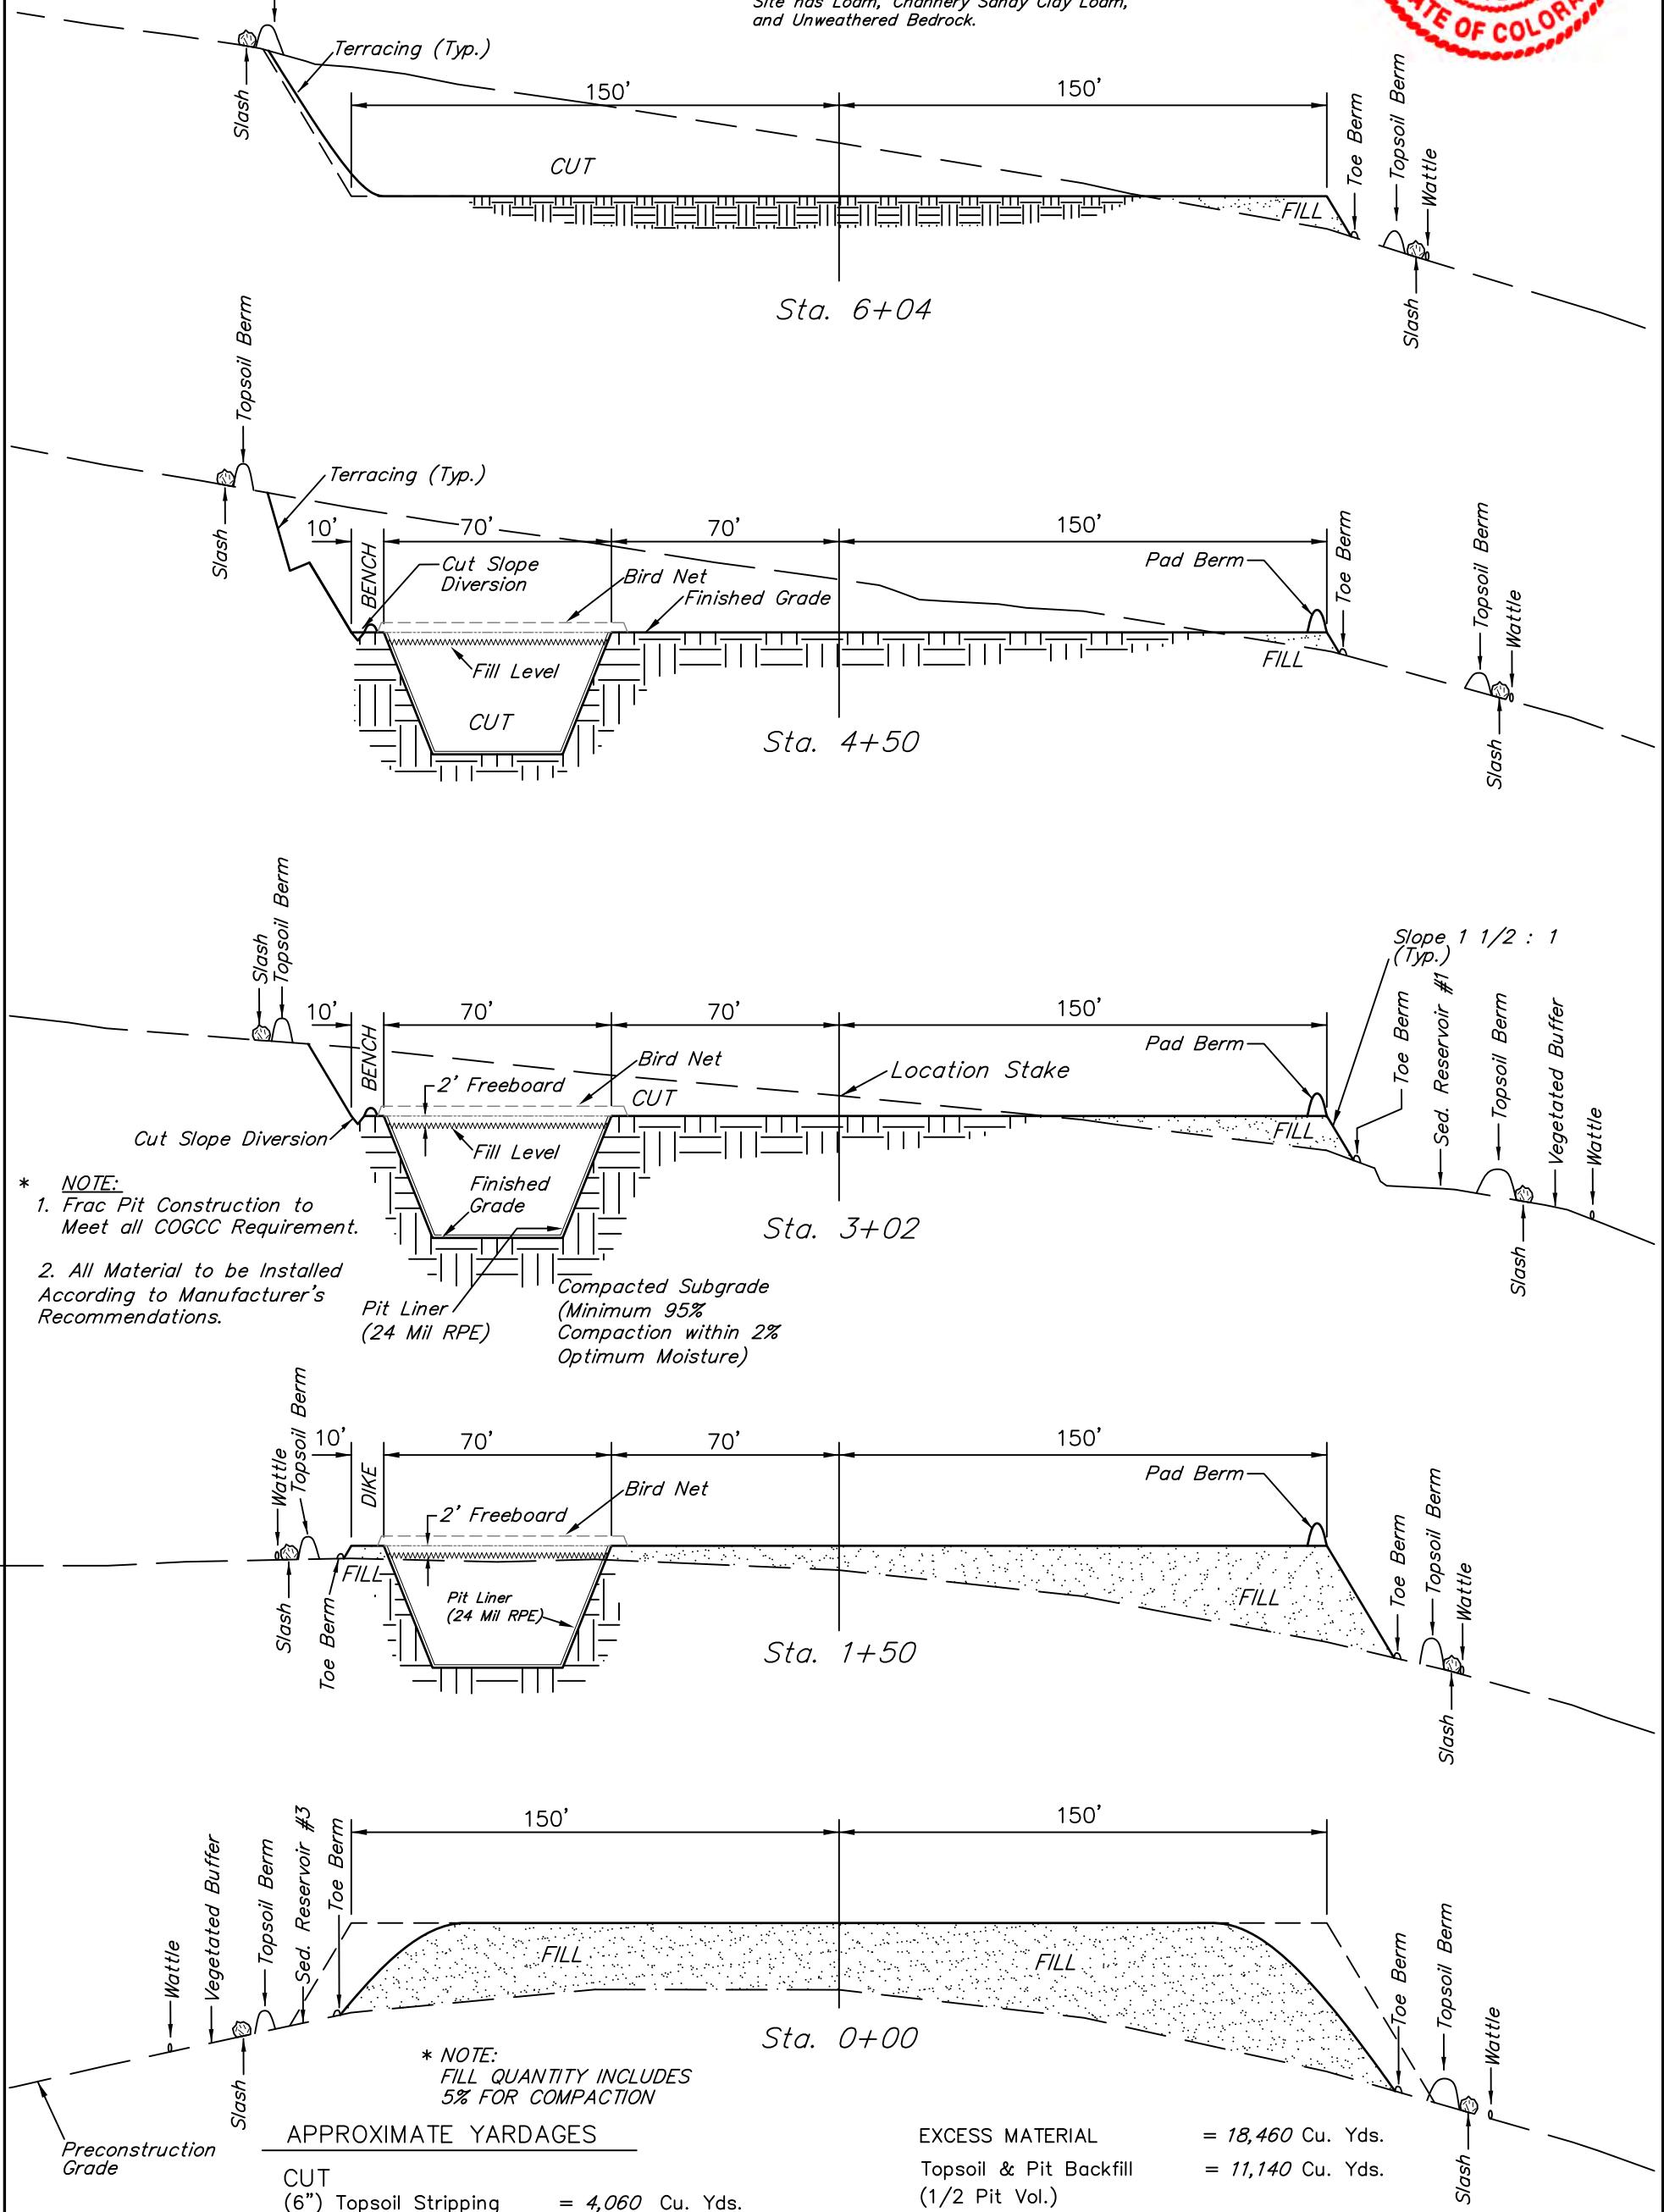 Site has Loam, Channery Sandy Clay Loam,
and Unweathered Bedrock.
ATE OF COLOR
Slash
Terracing (Typ.)
150'
150'
CUT
FILL
Toe Berm
Topsoil Berm
Wattle
Slash
Sta. 6+04
Topsoil Berm
Slash
Terracing (Typ.)
10'
BENCH
70'
70'
150'
Cut Slope
Diversion
Bird Net
Finished Grade
Pad Berm
Toe Berm
Topsoil Berm
Wattle
Slash
Fill Level
CUT
FILL
Sta. 4+50
Slash
Topsoil Berm
10'
BENCH
70'
70'
150'
Slope 1 1/2 : 1
(Typ.)
Bird Net
2' Freeboard
CUT
Location Stake
Pad Berm
Toe Berm
Sed. Reservoir #1
Topsoil Berm
Vegetated Buffer
Wattle
Slash
Cut Slope Diversion
Fill Level
FILL
Finished
Grade
Sta. 3+02
* NOTE:
1. Frac Pit Construction to
Meet all COGCC Requirement.
2. All Material to be Installed
According to Manufacturer's
Recommendations.
Pit Liner
(24 Mil RPE)
Compacted Subgrade
(Minimum 95%
Compaction within 2%
Optimum Moisture)
Wattle
Topsoil Berm
10'
DIKE
70'
70'
150'
2' Freeboard
Bird Net
Pad Berm
Slash
Toe Berm
FILL
Pit Liner
(24 Mil RPE)
FILL
Toe Berm
Topsoil Berm
Wattle
Slash
Sta. 1+50
150'
150'
Wattle
Vegetated Buffer
Slash
Topsoil Berm
Sed. Reservoir #3
Toe Berm
FILL
FILL
Toe Berm
Topsoil Berm
Wattle
Slash
Sta. 0+00
Preconstruction
Grade
* NOTE:
FILL QUANTITY INCLUDES
5% FOR COMPACTION
APPROXIMATE YARDAGES
CUT
(6") Topsoil Stripping = 4,060 Cu. Yds.
EXCESS MATERIAL = 18,460 Cu. Yds.
Topsoil & Pit Backfill = 11,140 Cu. Yds.
(1/2 Pit Vol.)